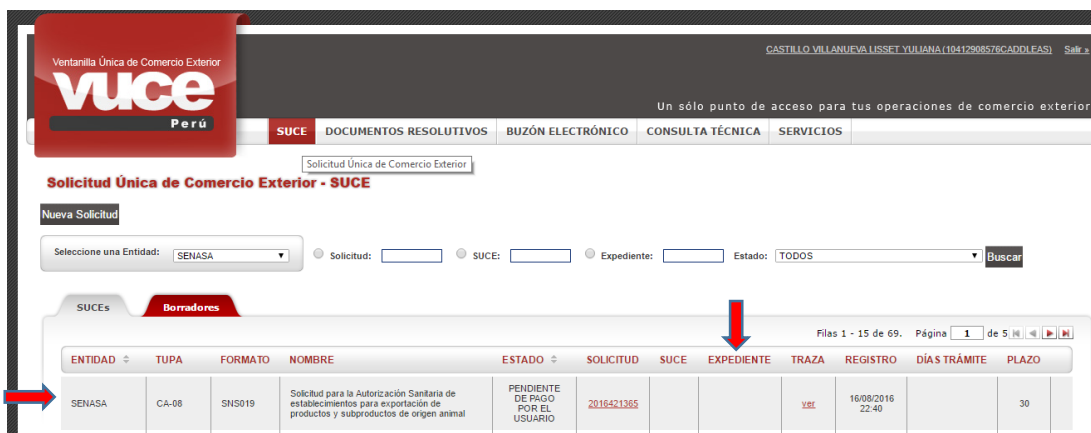 CASTILLO VILLANUEVA LISSET YULIANA (10412908576CADDLEAS) Salir »
Ventanilla Única de Comercio Exterior
vuce
Perú
Un sólo punto de acceso para tus operaciones de comercio exterior
SUCE DOCUMENTOS RESOLUTIVOS BUZÓN ELECTRÓNICO CONSULTA TÉCNICA SERVICIOS
Solicitud Única de Comercio Exterior
Solicitud Única de Comercio Exterior - SUCE
Nueva Solicitud
Seleccione una Entidad: SENASA Solicitud: SUCE: Expediente: Estado: TODOS Buscar
SUCEs Borradores
Filas 1 - 15 de 69. Página 1 de 5
ENTIDAD TUPA FORMATO NOMBRE ESTADO SOLICITUD SUCE EXPEDIENTE TRAZA REGISTRO DÍAS TRÁMITE PLAZO
SENASA CA-08 SNS019 Solicitud para la Autorización Sanitaria de
establecimientos para exportación de
productos y subproductos de origen animal
PENDIENTE
DE PAGO
POR EL
USUARIO
2016421365 ver 16/08/2016
22:40
30